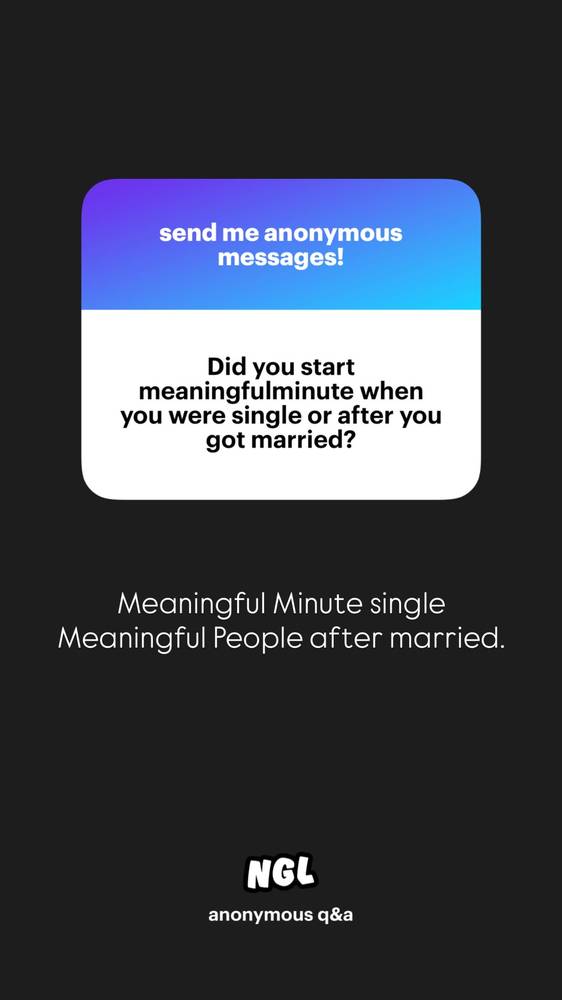 send me anonymous
messages!
Did you start
meaningfulminute when
you were single or after you
got married?
Meaningful Minute single
Meaningful People after married.
NGL
anonymous q&a